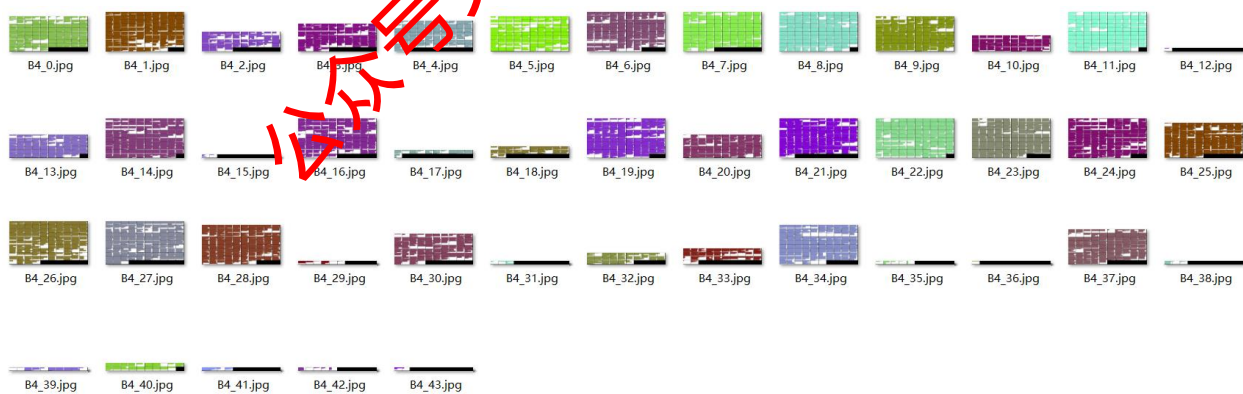 B4_0.jpg B4_1.jpg B4_2.jpg B4_3.jpg B4_4.jpg B4_5.jpg B4_6.jpg B4_7.jpg B4_8.jpg B4_9.jpg B4_10.jpg B4_11.jpg B4_12.jpg
B4_13.jpg B4_14.jpg B4_15.jpg B4_16.jpg B4_17.jpg B4_18.jpg B4_19.jpg B4_20.jpg B4_21.jpg B4_22.jpg B4_23.jpg B4_24.jpg B4_25.jpg
B4_26.jpg B4_27.jpg B4_28.jpg B4_29.jpg B4_30.jpg B4_31.jpg B4_32.jpg B4_33.jpg B4_34.jpg B4_35.jpg B4_36.jpg B4_37.jpg B4_38.jpg
B4_39.jpg B4_40.jpg B4_41.jpg B4_42.jpg B4_43.jpg
公众号